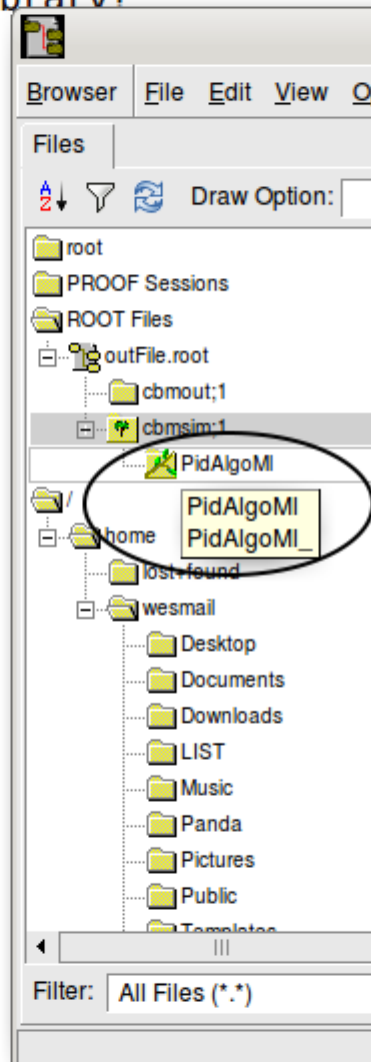 Browser File Edit View
Files
Draw Option:
root
PROOF Sessions
ROOT Files
outFile.root
cbmout;1
cbmsim;1
PidAlgoMl
PidAlgoMl
PidAlgoMl_
/
home
lost+found
wesmail
Desktop
Documents
Downloads
LIST
Music
Panda
Pictures
Public
Templates
Filter: All Files (*.*)